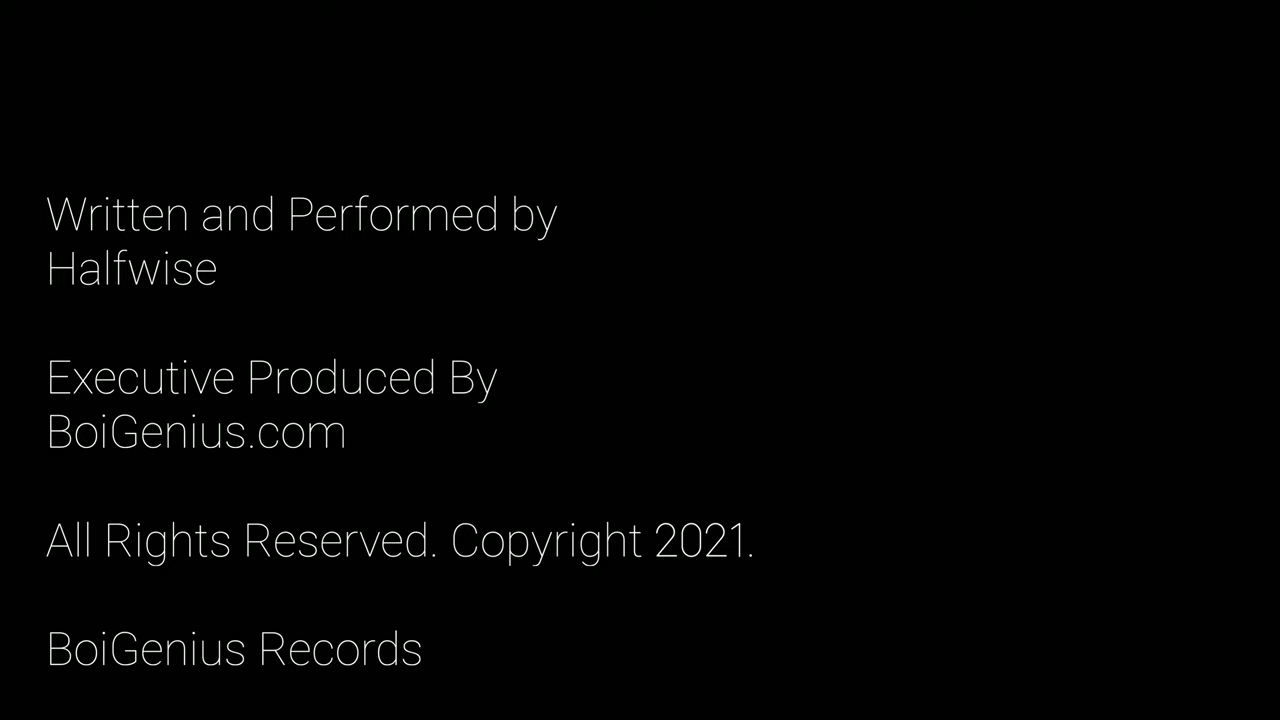 Written and Performed by
Halfwise
Executive Produced By
BoiGenius.com
All Rights Reserved. Copyright 2021.
BoiGenius Records